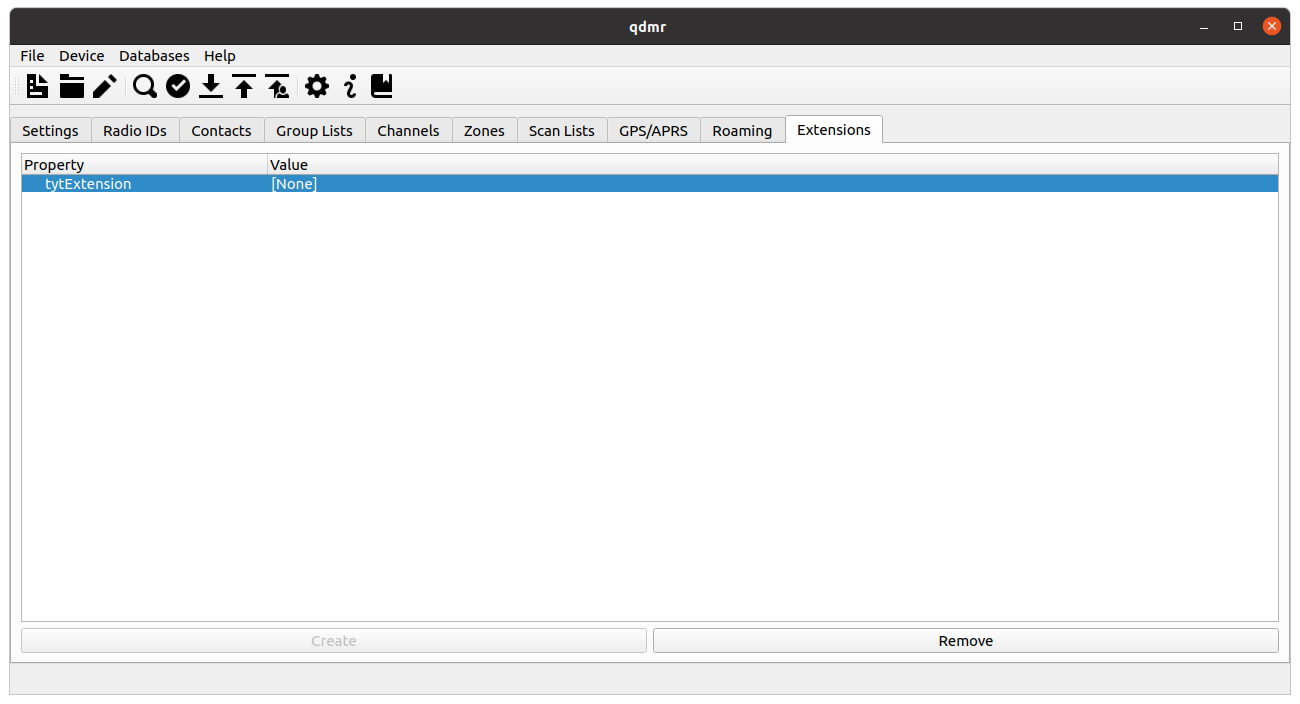 qdmr
File Device Databases Help
Settings Radio IDs Contacts Group Lists Channels Zones Scan Lists GPS/APRS Roaming Extensions
Property Value
tytExtension [None]
Create Remove